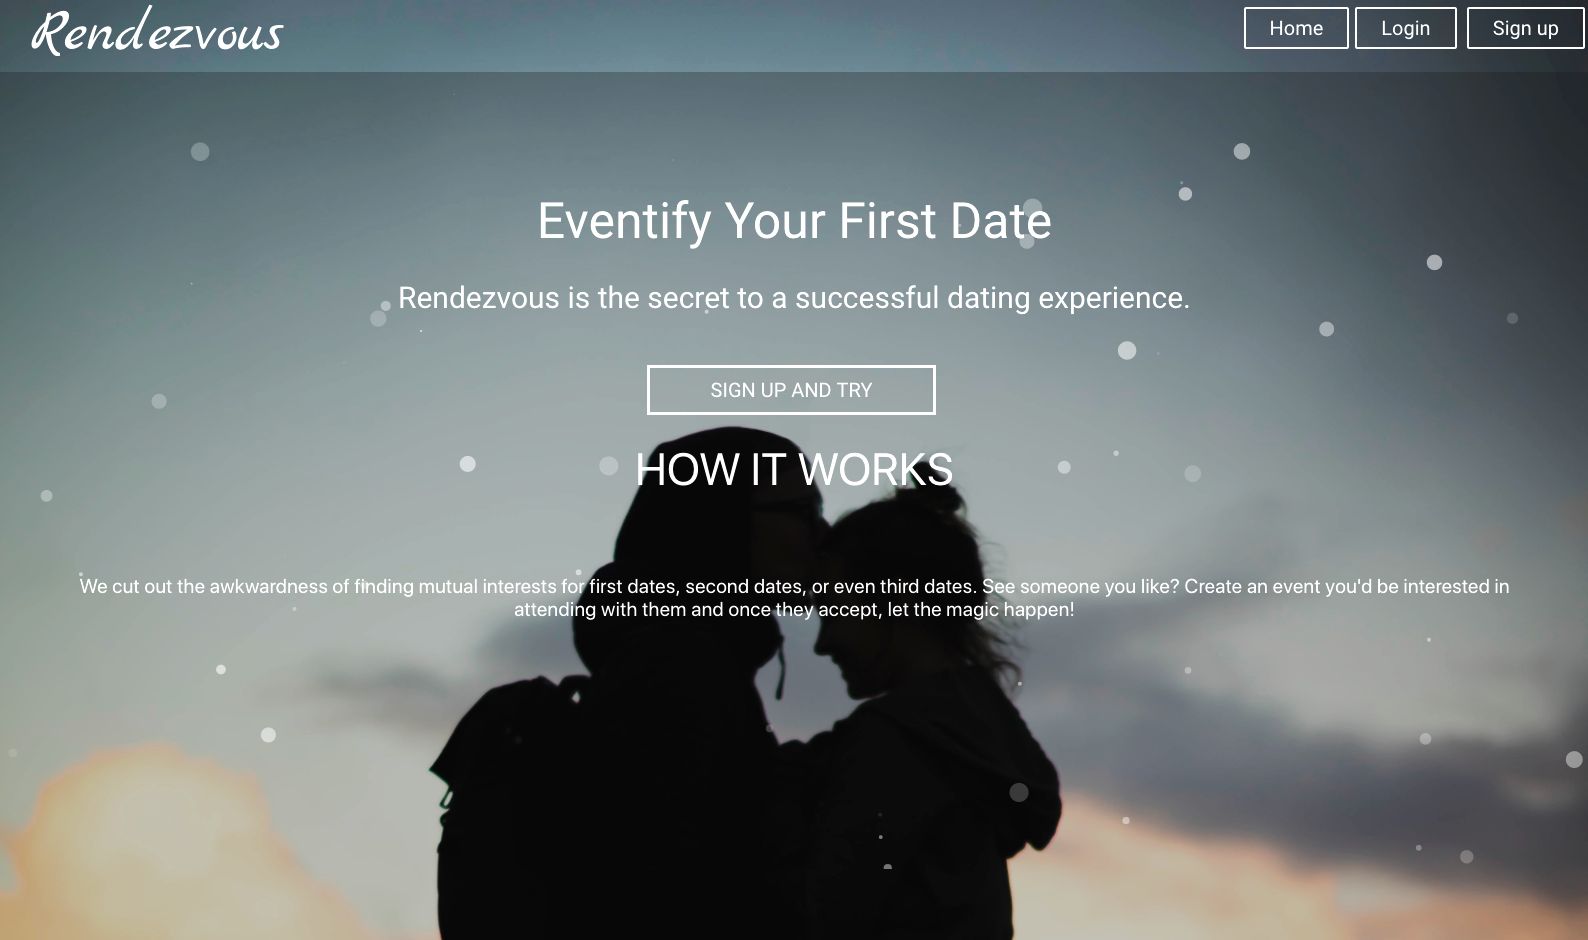 Rendezvous
Home
Login
Sign up
Eventify Your First Date
Rendezvous is the secret to a successful dating experience.
SIGN UP AND TRY
HOW IT WORKS
We cut out the awkwardness of finding mutual interests for first dates, second dates, or even third dates. See someone you like? Create an event you'd be interested in
attending with them and once they accept, let the magic happen!